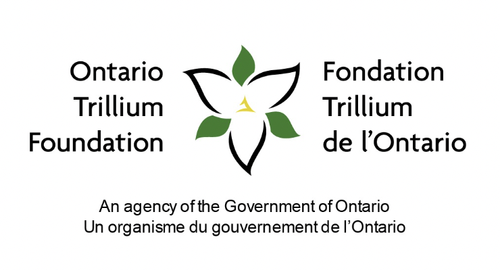 Ontario
Trillium
Foundation
Fondation
Trillium
de l'Ontario
An agency of the Government of Ontario
Un organisme du gouvernement de l'Ontario